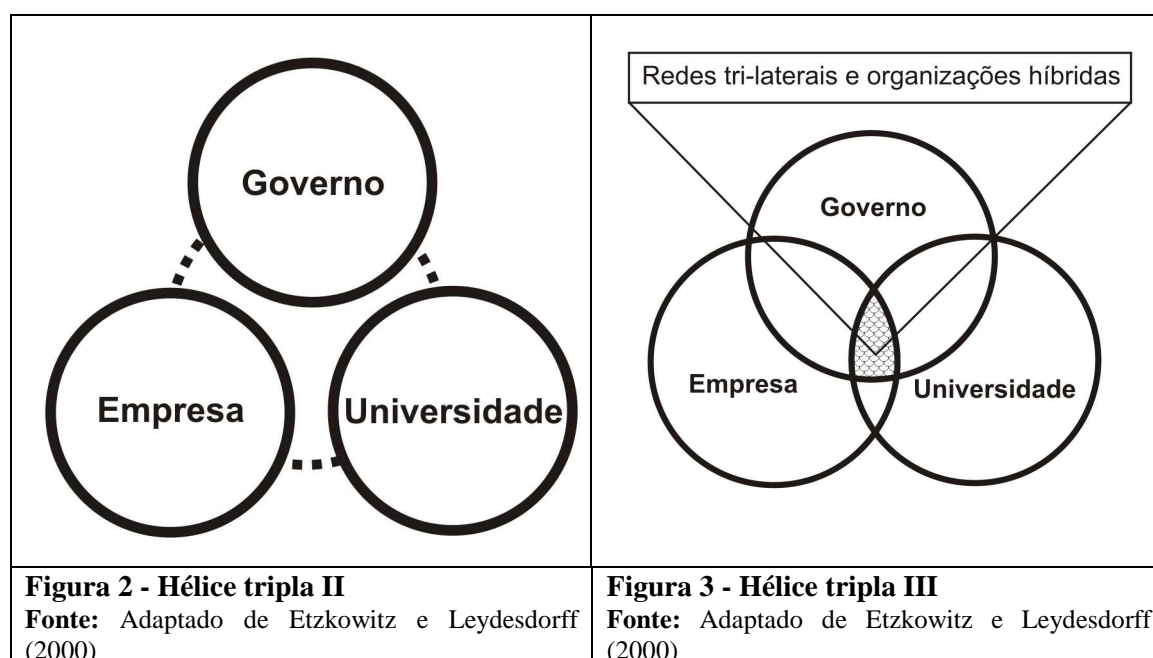 Governo
Empresa
Universidade
Redes tri-laterais e organizações híbridas
Governo
Empresa
Universidade
Figura 2 - Hélice tripla II
Fonte: Adaptado de Etzkowitz e Leydesdorff
(2000)
Figura 3 - Hélice tripla III
Fonte: Adaptado de Etzkowitz e Leydesdorff
(2000)